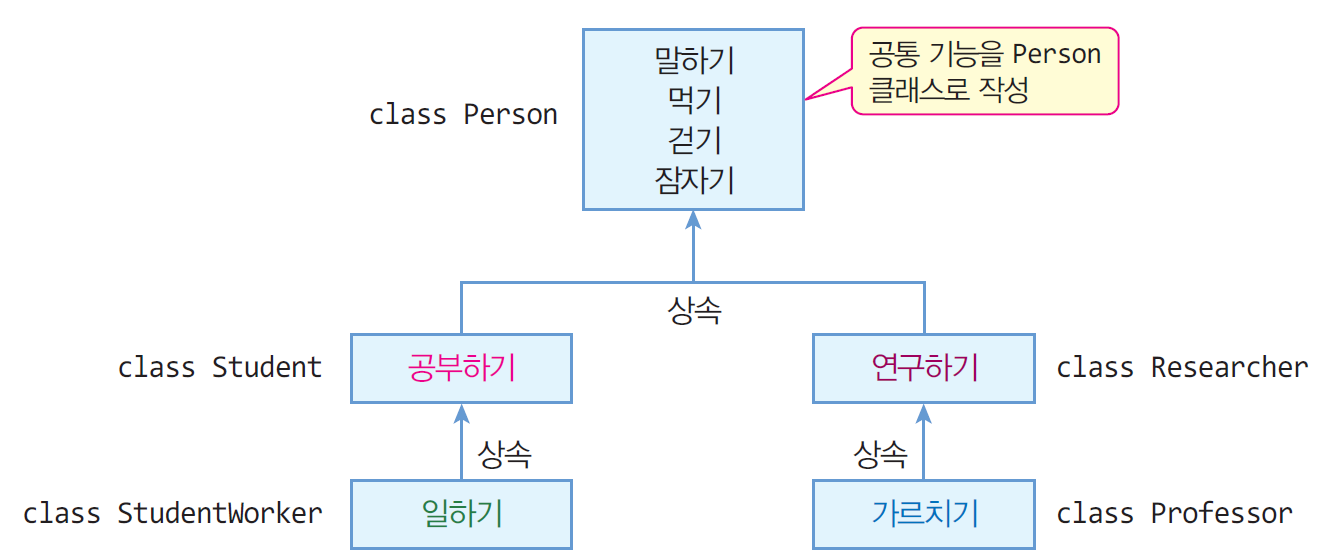 말하기
먹기
걷기
잠자기
class Person
공통 기능을 Person
클래스로 작성
상속
class Student
공부하기
연구하기
class Researcher
상속
상속
class StudentWorker
일하기
가르치기
class Professor